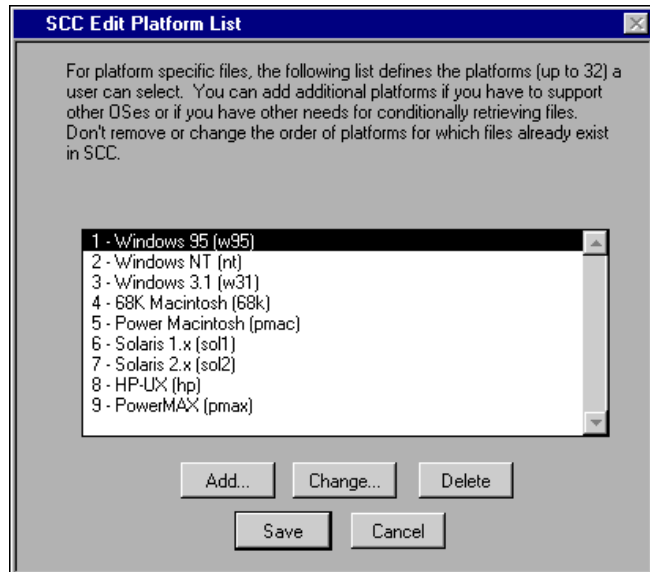 SCC Edit Platform List
For platform specific files, the following list defines the platforms (up to 32) a
user can select.  You can add additional platforms if you have to support
other OSes or if you have other needs for conditionally retrieving files.
Don't remove or change the order of platforms for which files already exist
in SCC.
1 - Windows 95 (w95)
2 - Windows NT (nt)
3 - Windows 3.1 (w31)
4 - 68K Macintosh (68k)
5 - Power Macintosh (pmac)
6 - Solaris 1.x (sol1)
7 - Solaris 2.x (sol2)
8 - HP-UX (hp)
9 - PowerMAX (pmax)
Add... Change... Delete
Save Cancel